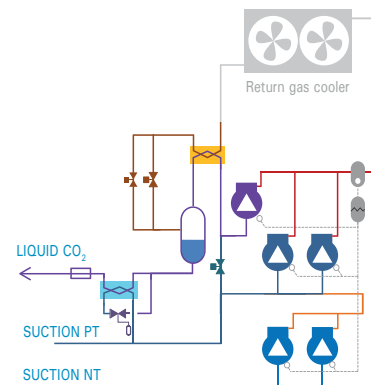 Return gas cooler
LIQUID CO₂
SUCTION PT
SUCTION NT